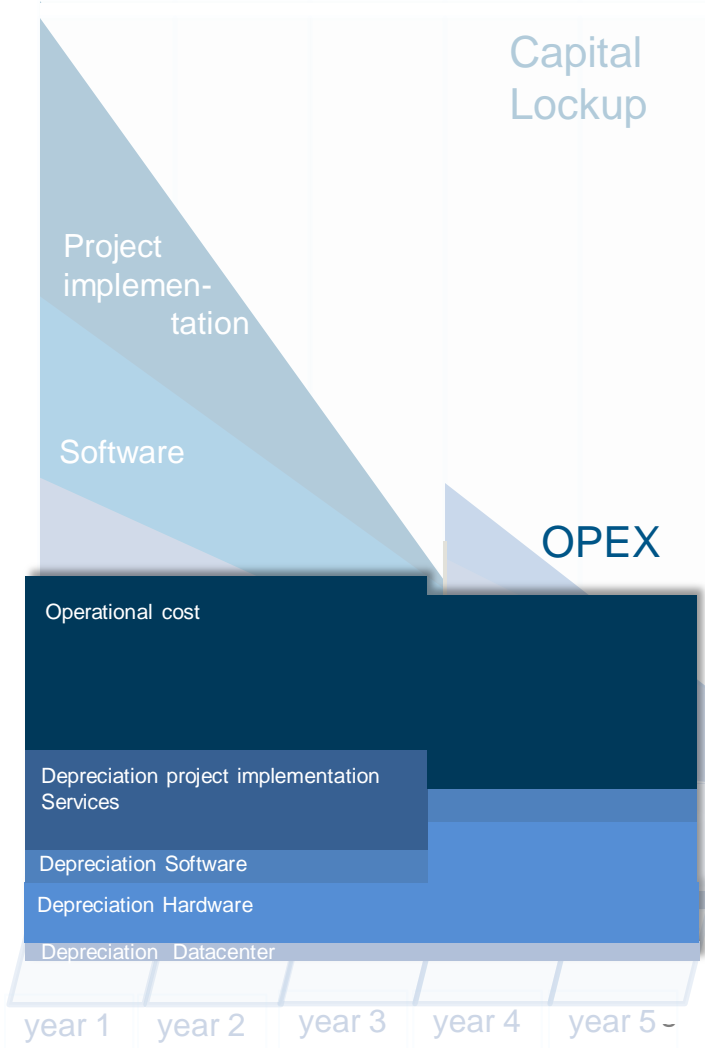 Capital
Lockup
Project
implemen-
tation
Software
OPEX
Operational cost
Depreciation project implementation
Services
Depreciation Software
Depreciation Hardware
Depreciation Datacenter
year 1
year 2
year 3
year 4
year 5